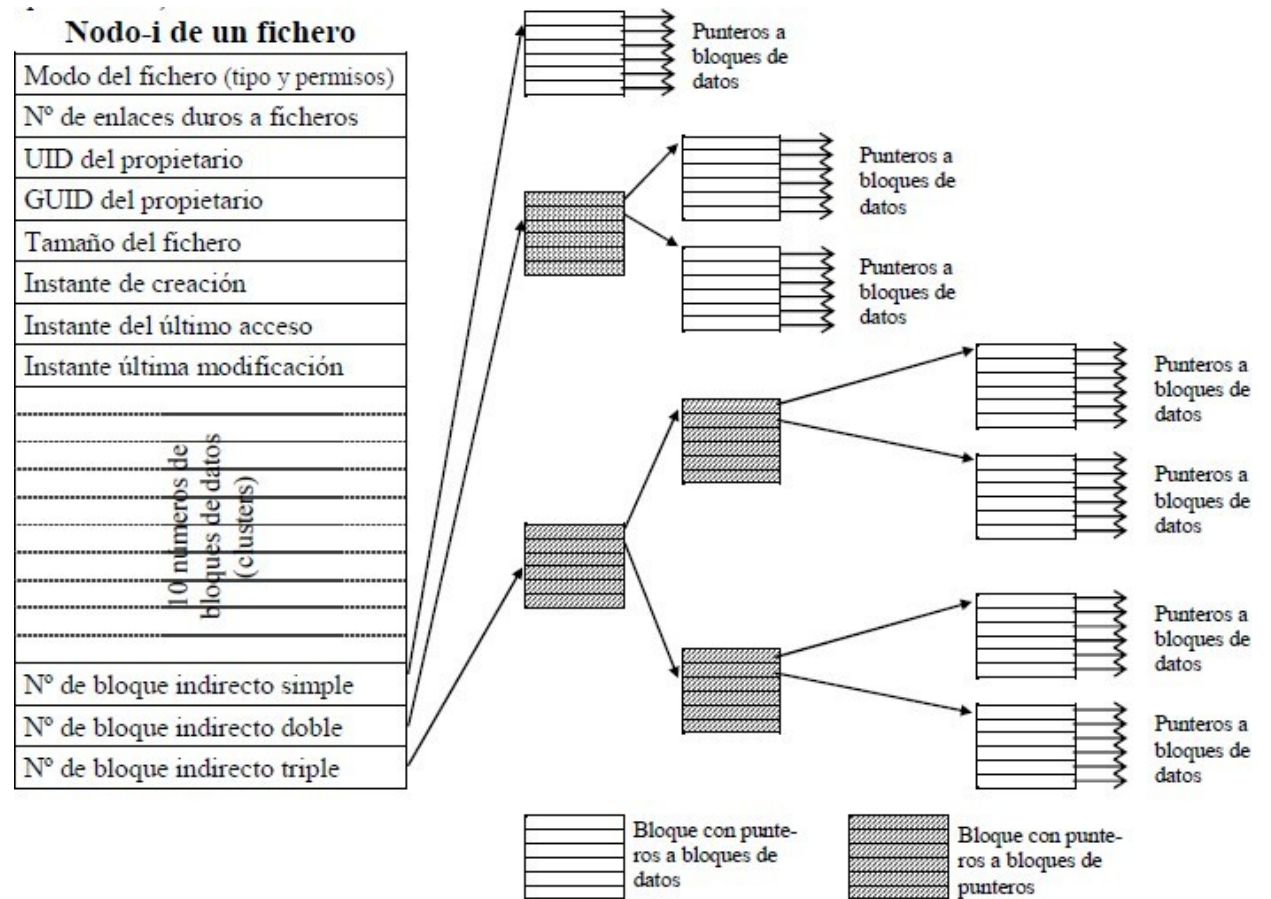 Nodo-i de un fichero
Modo del fichero (tipo y permisos)
Nº de enlaces duros a ficheros
UID del propietario
GUID del propietario
Tamaño del fichero
Instante de creación
Instante del último acceso
Instante última modificación
10 números de
bloques de datos
(clusters)
Nº de bloque indirecto simple
Nº de bloque indirecto doble
Nº de bloque indirecto triple
Punteros a
bloques de
datos
Punteros a
bloques de
datos
Punteros a
bloques de
datos
Punteros a
bloques de
datos
Punteros a
bloques de
datos
Punteros a
bloques de
datos
Punteros a
bloques de
datos
Bloque con punte-
ros a bloques de
datos
Bloque con punte-
ros a bloques de
punteros